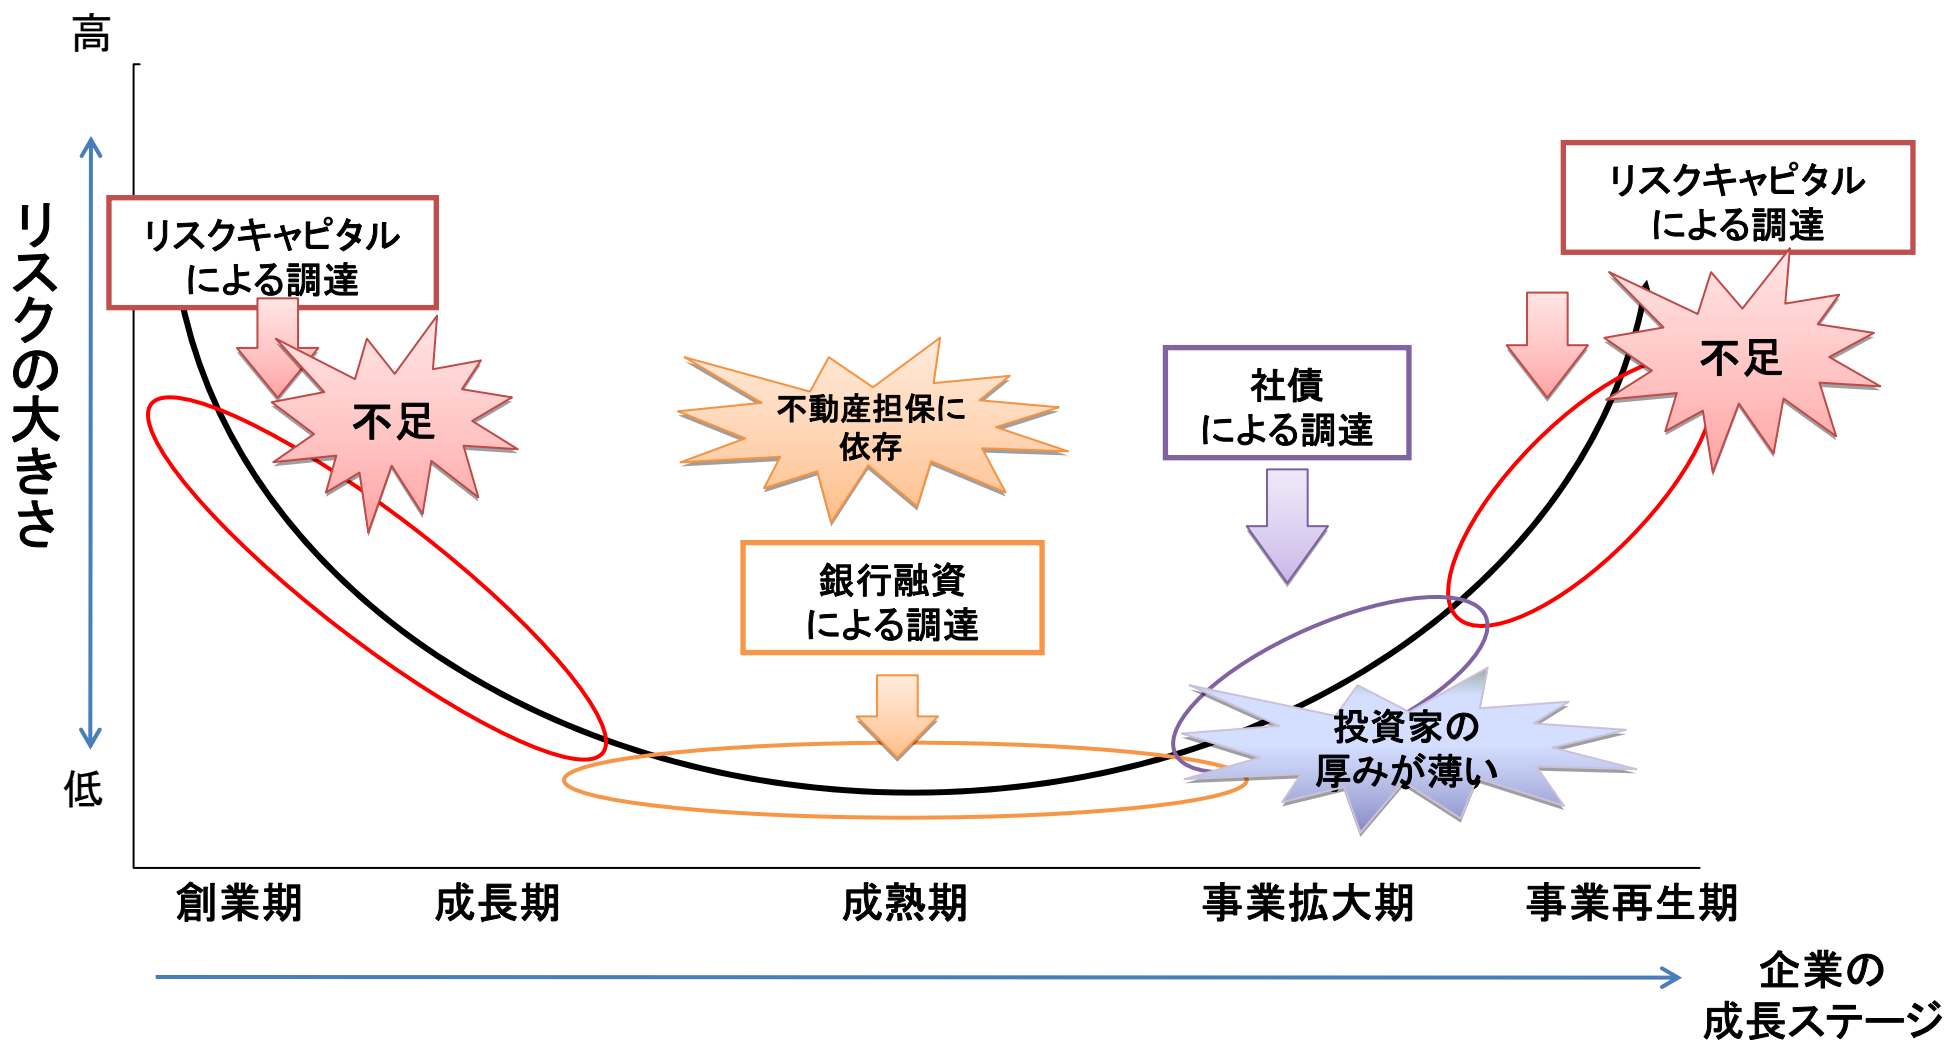 高
リスクの大きさ
低
リスクキャピタル
による調達
不足
不動産担保に
依存
銀行融資
による調達
社債
による調達
投資家の
厚みが薄い
リスクキャピタル
による調達
不足
創業期
成長期
成熟期
事業拡大期
事業再生期
企業の
成長ステージ